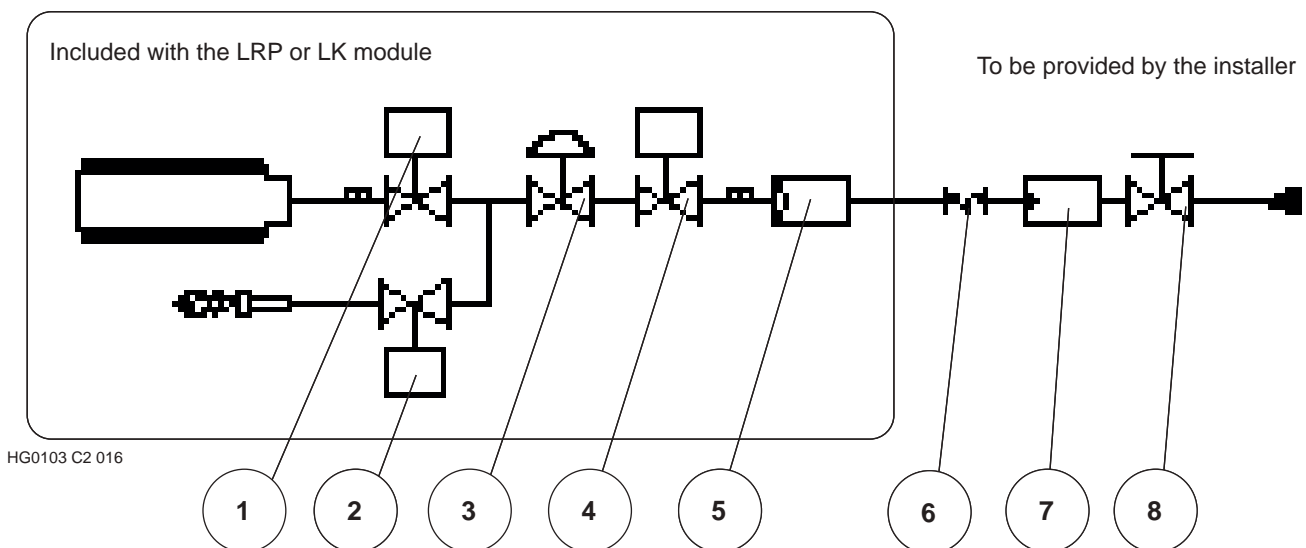 Included with the LRP or LK module
To be provided by the installer
HG0103 C2 016
1
2
3
4
5
6
7
8